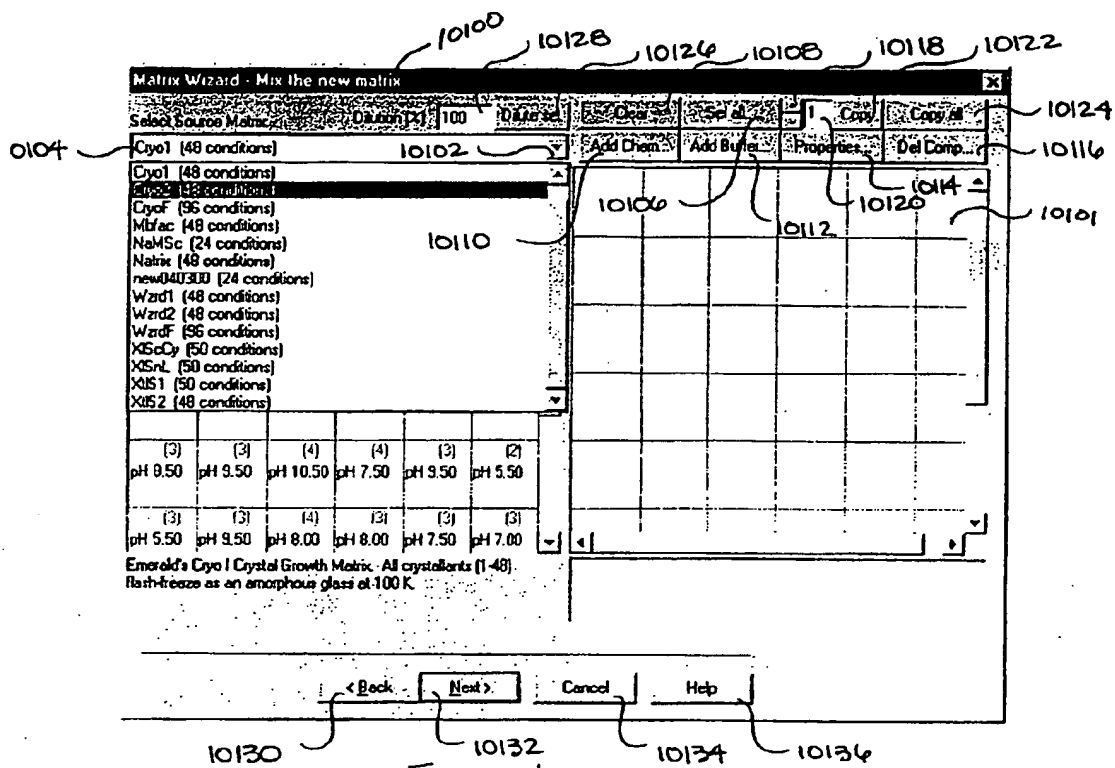 10100
10128
10126
10108
10118
10122
Matrix Wizard - Mix the new matrix
Select Source Matrix: Dilution [%] 100 Dilute sel. Clear Set all... 1 Copy Copy All 10124
0104 Cryo1 (48 conditions) 10102 Add Chem... Add Buffer... Properties... Del Comp... 10116
Cryo1 (48 conditions)
Cryo2 (48 conditions)
CryoF (96 conditions)
Mbfac (48 conditions)
NaMSc (24 conditions)
Natrix (48 conditions)
new040300 (24 conditions)
Wzrd1 (48 conditions)
Wzrd2 (48 conditions)
WzrdF (96 conditions)
XlScCy (50 conditions)
XlSnL (50 conditions)
XtlS1 (50 conditions)
XtlS2 (48 conditions)
10106
10114
10120
10101
10110
10112
(3) (3) (4) (4) (3) (2)
pH 9.50 pH 10.50 pH 7.50 pH 9.50 pH 5.50
(3) (3) (4) (3) (3) (3)
pH 5.50 pH 9.50 pH 8.00 pH 8.00 pH 7.50 pH 7.00
Emerald's Cryo I Crystal Growth Matrix - All crystallants (1-48)
flash-freeze as an amorphous glass at 100 K.
< Back Next > Cancel Help
10130
10132
10134
10136